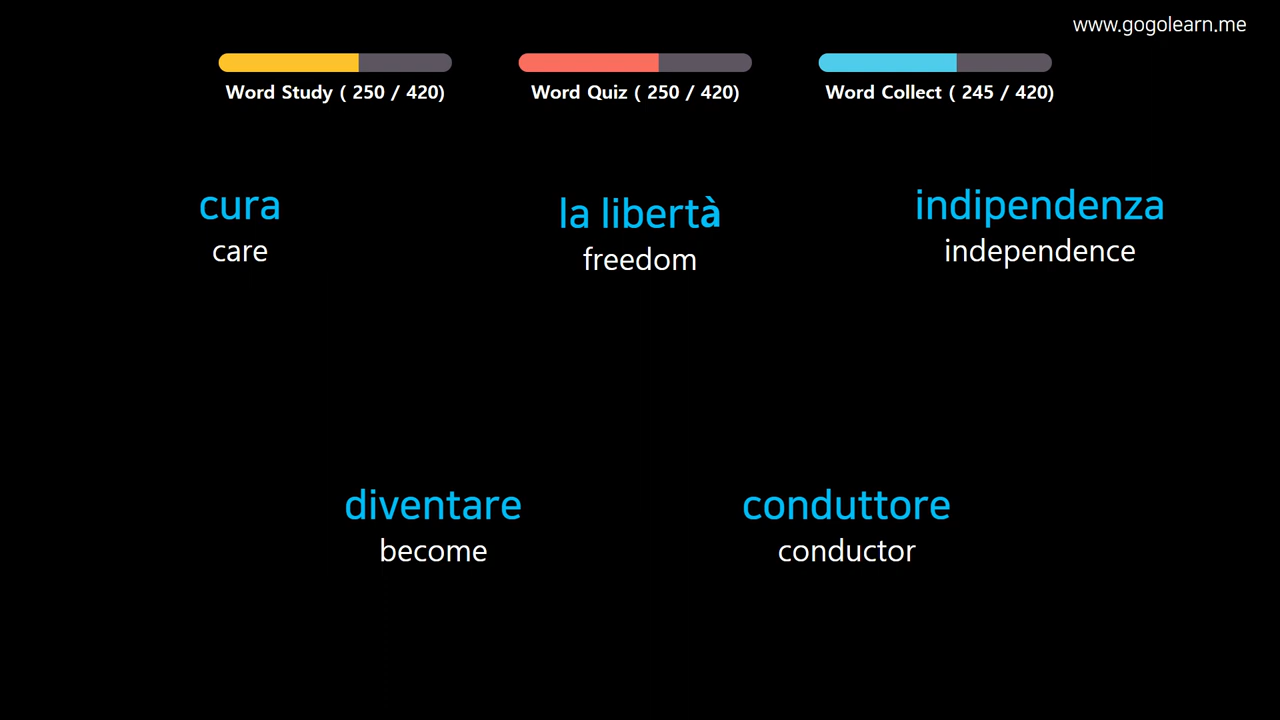 www.gogolearn.me
Word Study ( 250 / 420)
Word Quiz ( 250 / 420)
Word Collect ( 245 / 420)
cura
care
la libertà
freedom
indipendenza
independence
diventare
become
conduttore
conductor